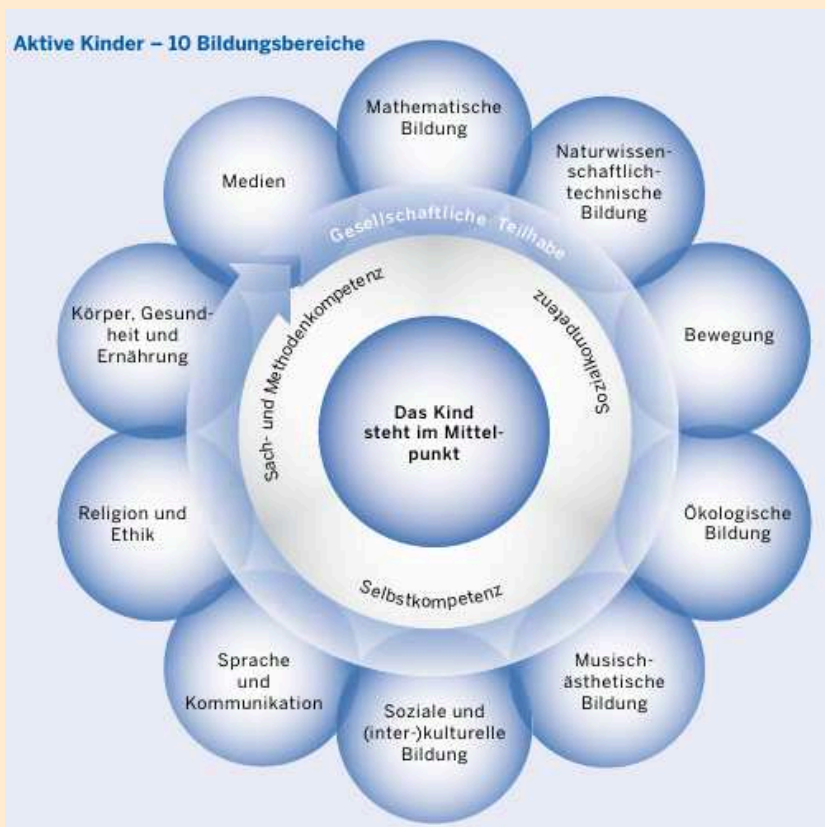 Aktive Kinder – 10 Bildungsbereiche
Mathematische
Bildung
Naturwissen-
schaftlich-
technische
Bildung
Bewegung
Ökologische
Bildung
Musisch-
ästhetische
Bildung
Soziale und
(inter-)kulturelle
Bildung
Sprache
und
Kommunikation
Religion und
Ethik
Körper, Gesund-
heit und
Ernährung
Medien
Gesellschaftliche Teilhabe
Sach- und Methodenkompetenz
Sozialkompetenz
Selbstkompetenz
Das Kind
steht im Mittel-
punkt